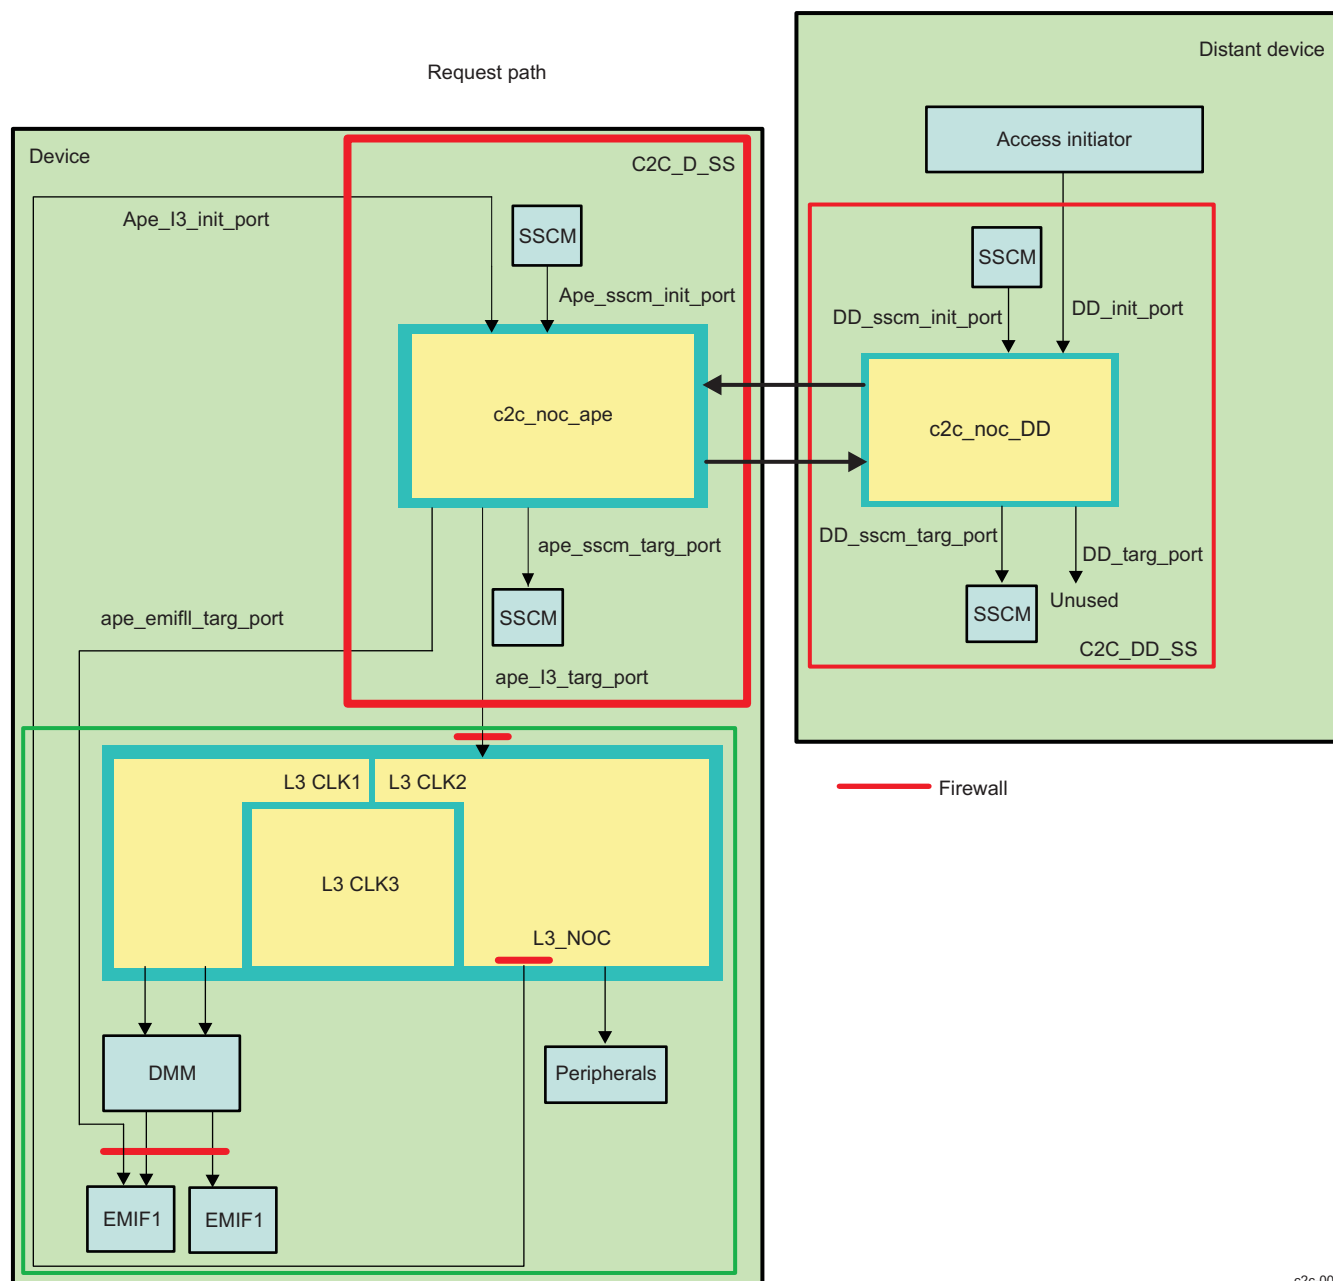 Distant device
Request path
Access initiator
Device
C2C_D_SS
Ape_l3_init_port
SSCM
Ape_sscm_init_port
SSCM
DD_sscm_init_port
DD_init_port
c2c_noc_ape
c2c_noc_DD
ape_sscm_targ_port
DD_sscm_targ_port
DD_targ_port
ape_emifll_targ_port
SSCM
SSCM
Unused
C2C_DD_SS
ape_l3_targ_port
L3 CLK1
L3 CLK2
Firewall
L3 CLK3
L3_NOC
DMM
Peripherals
EMIF1
EMIF1